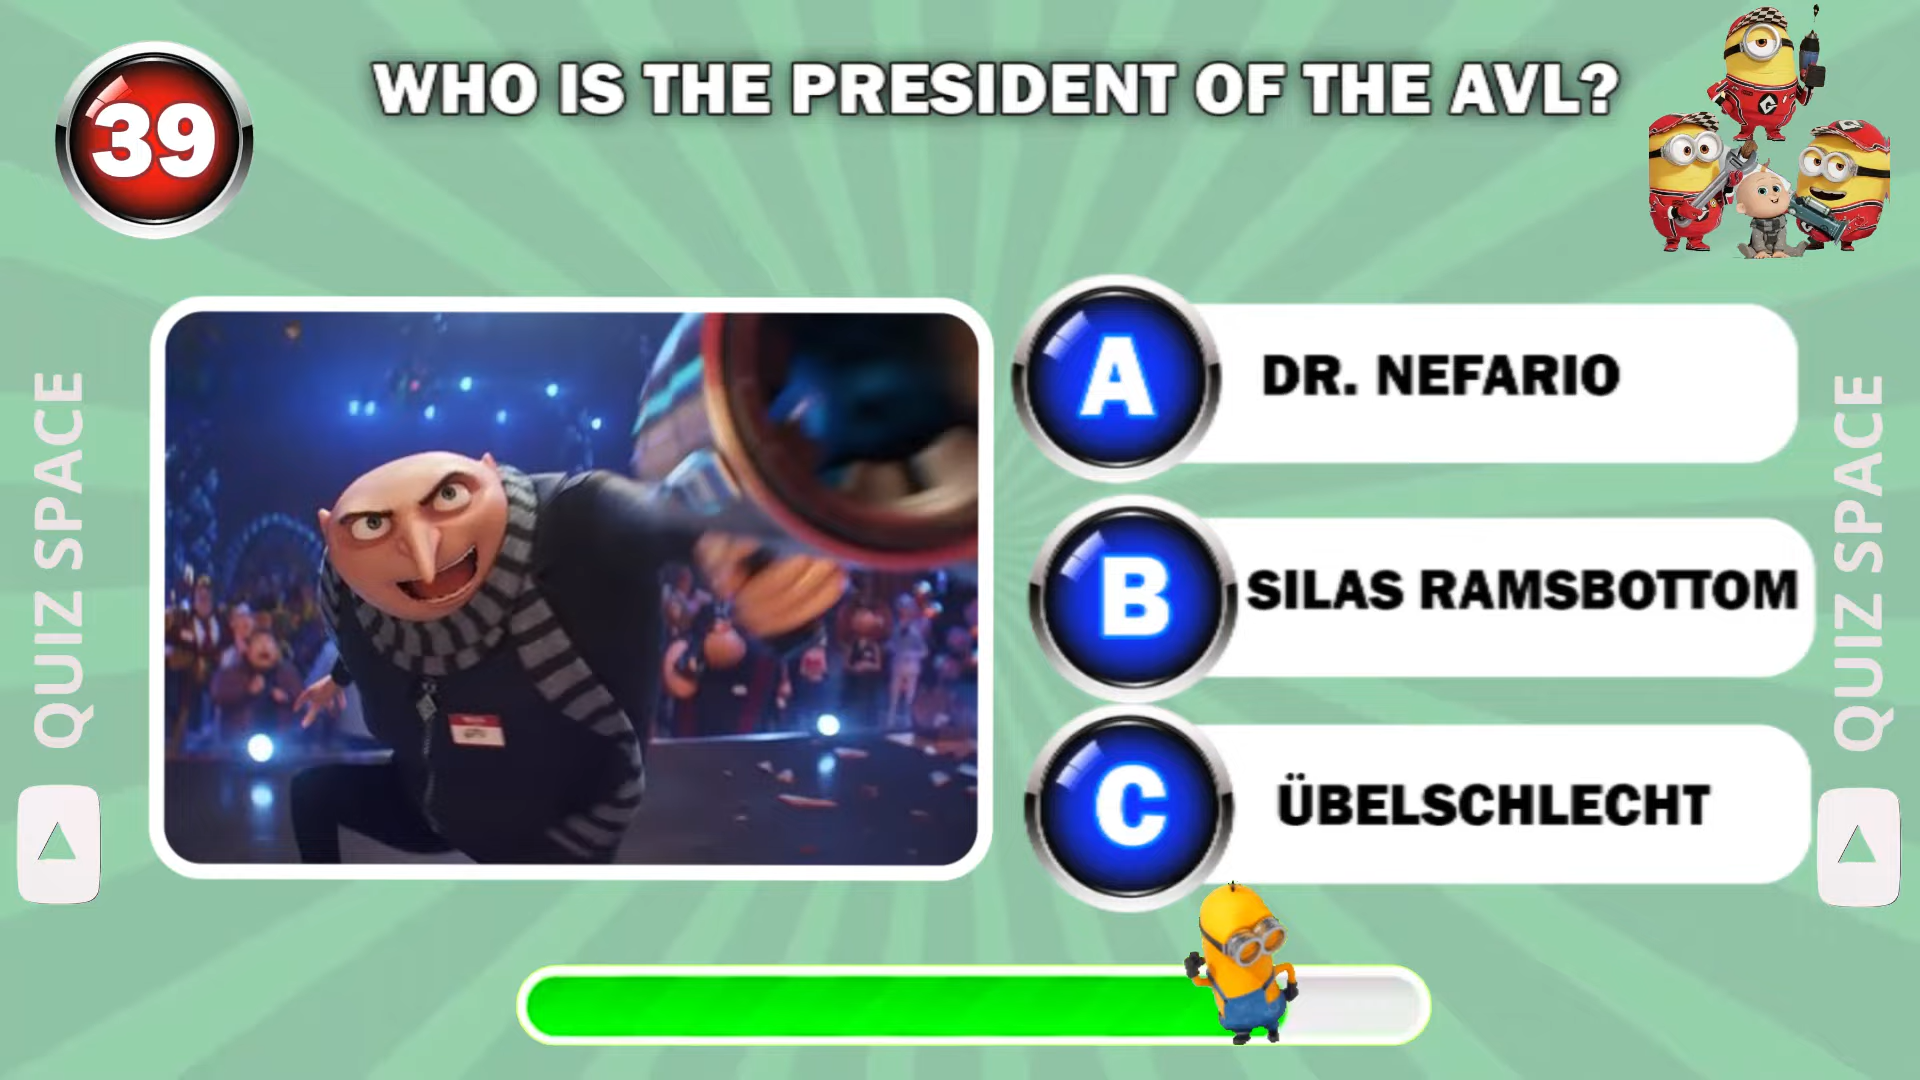 39
WHO IS THE PRESIDENT OF THE AVL?
A
DR. NEFARIO
B
SILAS RAMSBOTTOM
C
ÜBELSCHLECHT
QUIZ SPACE
QUIZ SPACE